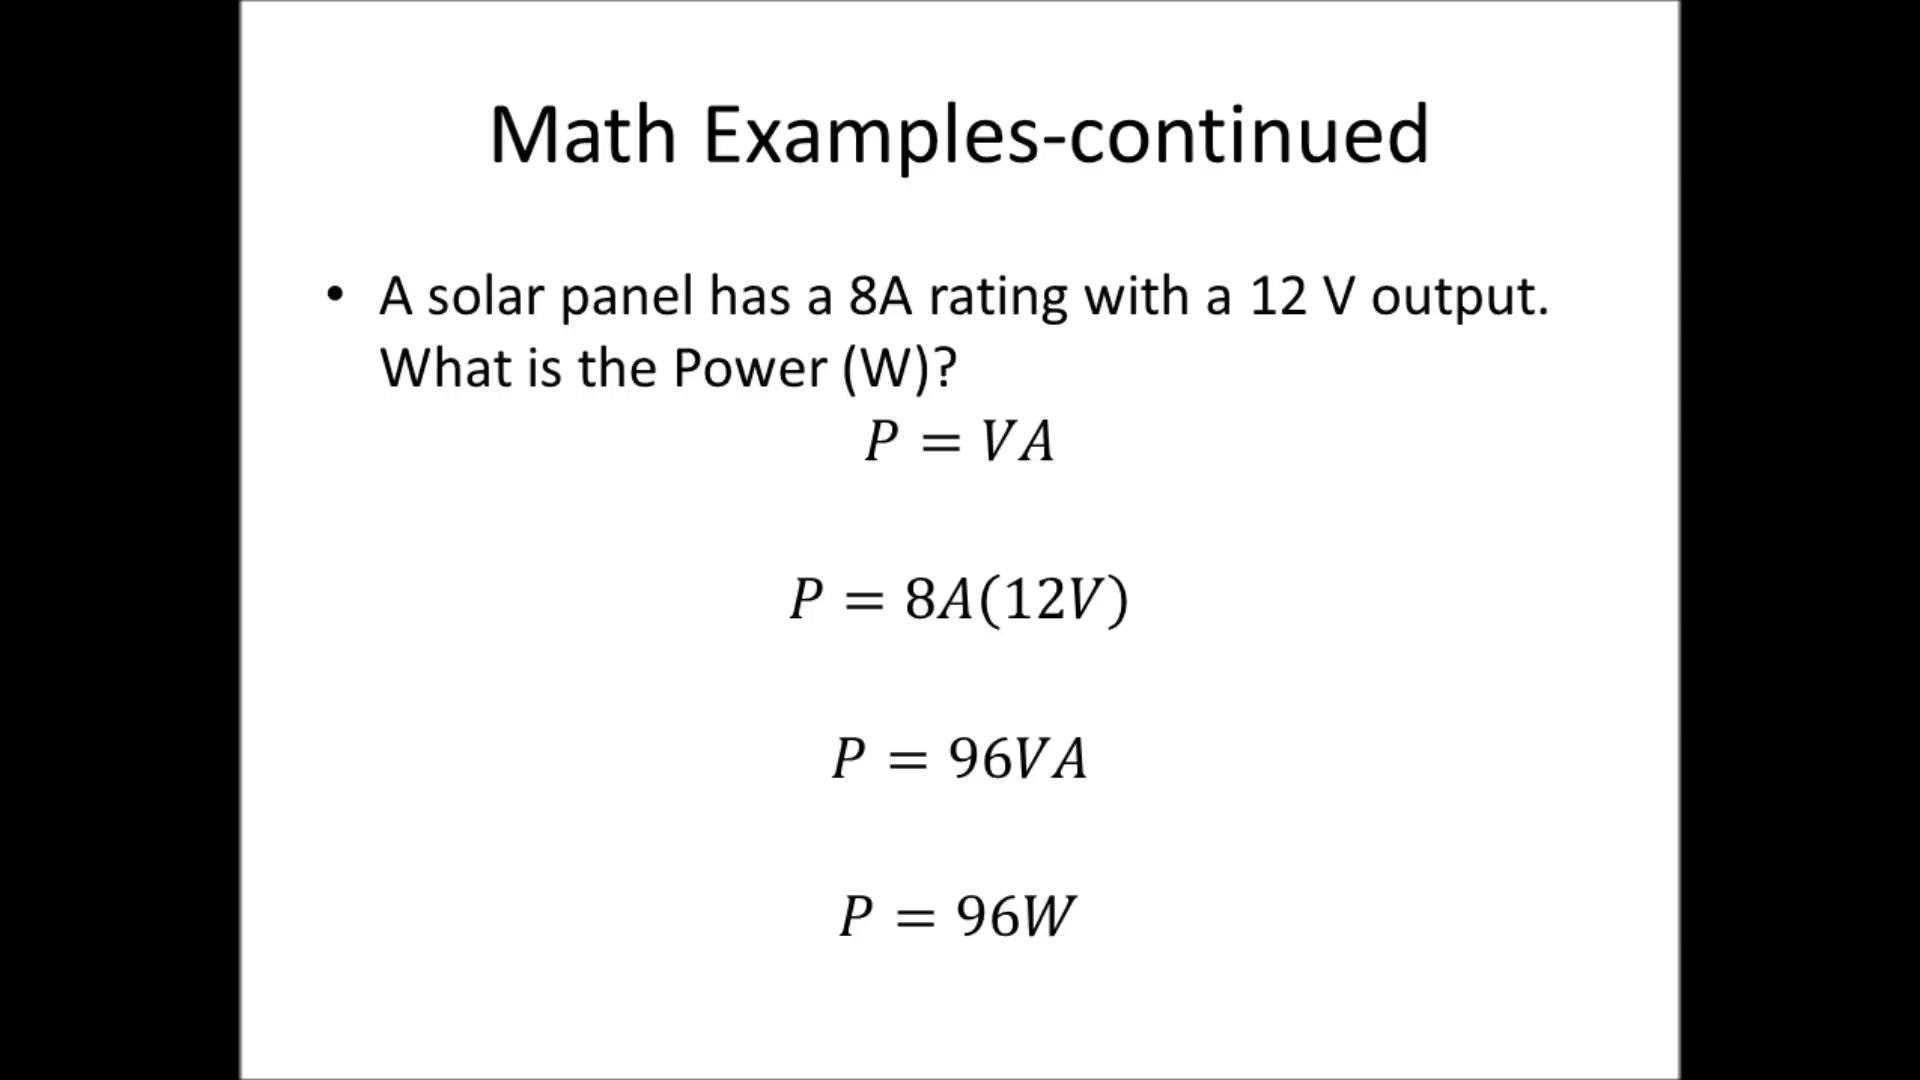 Math Examples-continued
• A solar panel has a 8A rating with a 12 V output.
What is the Power (W)?
P = VA
P = 8A(12V)
P = 96VA
P = 96W